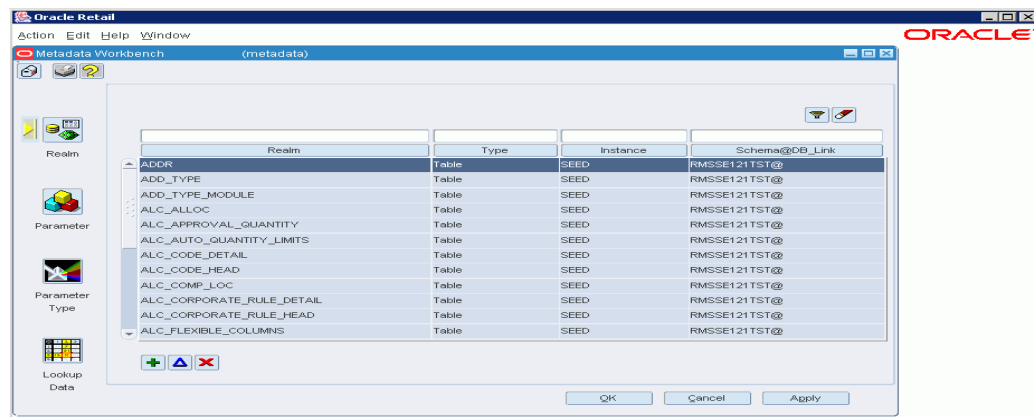 Oracle Retail
Action Edit Help Window
ORACLE
Metadata Workbench (metadata)
Realm
Parameter
Parameter
Type
Lookup
Data
Realm Type Instance Schema@DB_Link
ADDR Table SEED RMSSE121TST@
ADD_TYPE Table SEED RMSSE121TST@
ADD_TYPE_MODULE Table SEED RMSSE121TST@
ALC_ALLOC Table SEED RMSSE121TST@
ALC_APPROVAL_QUANTITY Table SEED RMSSE121TST@
ALC_AUTO_QUANTITY_LIMITS Table SEED RMSSE121TST@
ALC_CODE_DETAIL Table SEED RMSSE121TST@
ALC_CODE_HEAD Table SEED RMSSE121TST@
ALC_COMP_LOC Table SEED RMSSE121TST@
ALC_CORPORATE_RULE_DETAIL Table SEED RMSSE121TST@
ALC_CORPORATE_RULE_HEAD Table SEED RMSSE121TST@
ALC_FLEXIBLE_COLUMNS Table SEED RMSSE121TST@
OK Cancel Apply